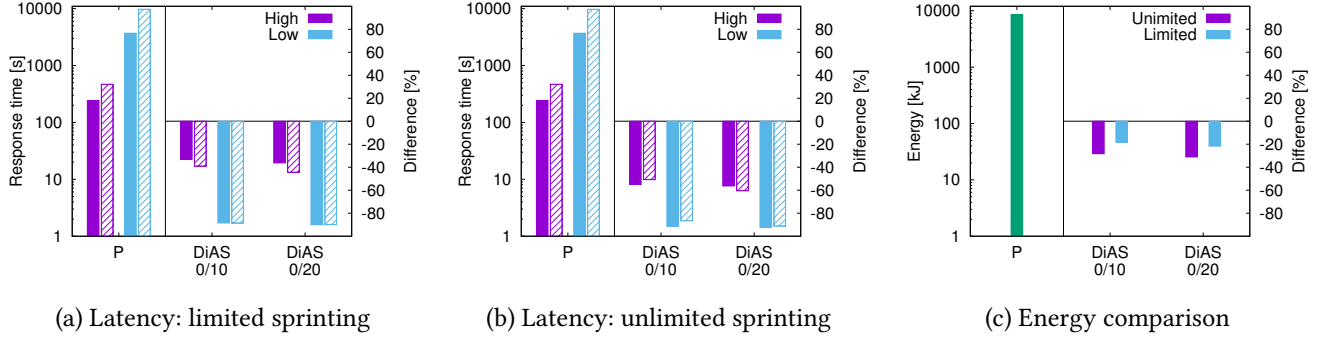 10000
1000
100
10
1
Response time [s]
High
Low
80
60
40
20
0
-20
-40
-60
-80
Difference [%]
P
DiAS
0/10
DiAS
0/20
(a) Latency: limited sprinting
10000
1000
100
10
1
Response time [s]
High
Low
80
60
40
20
0
-20
-40
-60
-80
Difference [%]
P
DiAS
0/10
DiAS
0/20
(b) Latency: unlimited sprinting
10000
1000
100
10
1
Energy [kJ]
Unimited
Limited
80
60
40
20
0
-20
-40
-60
-80
Difference [%]
P
DiAS
0/10
DiAS
0/20
(c) Energy comparison